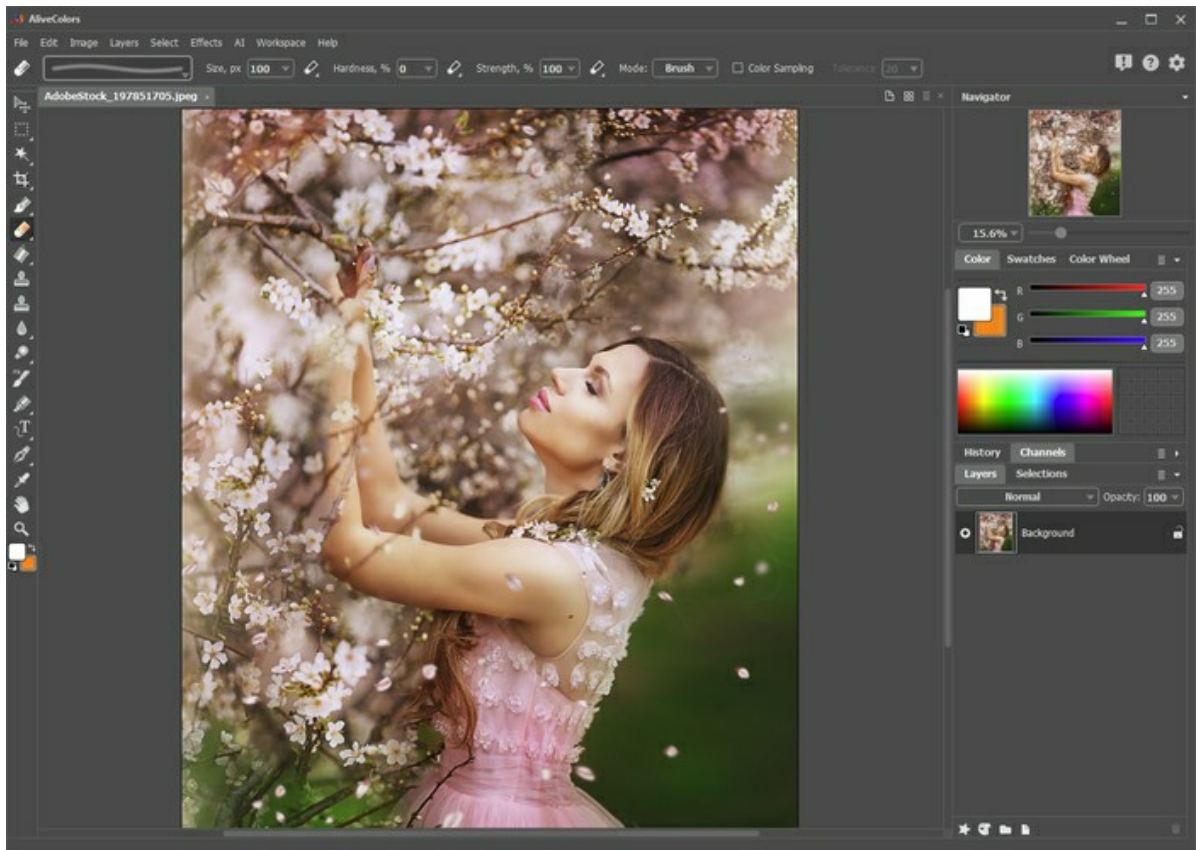 AliveColors
File Edit Image Layers Select Effects AI Workspace Help
Size, px 100 Hardness, % 0 Strength, % 100 Mode: Brush Color Sampling Tolerance 20
AdobeStock_197851705.jpeg
Navigator
15.6%
Color Swatches Color Wheel
R 255
G 255
B 255
History Channels
Layers Selections
Normal Opacity: 100
Background